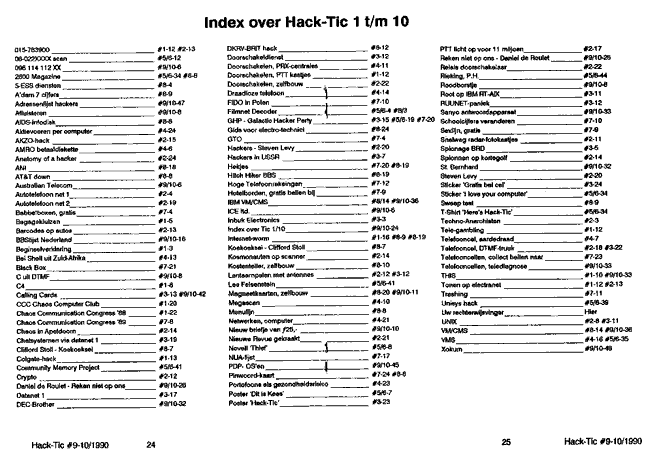 Index over Hack-Tic 1 t/m 10
015-763900 #1-12 #2-13
06-022XXXX scan #5/6-12
096 114 112 XX #9/10-6
2600 Magazine #5/6-34 #6-8
5-ESS diensten #8-4
A'dam 7 cijfers #8-9
Adressenlijst hackers #9/10-47
Afluisteren #9/10-8
AIDS-infodisk #8-8
Aktievoeren per computer #4-24
AKZO-hack #2-15
AMRO betaaldiskette #4-6
Anatomy of a hacker #2-24
ANI #8-18
AT&T down #8-8
Australian Telecom #9/10-6
Autotelefoon net 1 #2-4
Autotelefoon net 2 #2-19
Babbelboxen, gratis #7-4
Bagagekluizen #1-5
Barcodes op autos #2-13
BBSlijst Nederland #9/10-16
Beginselverklaring #1-3
Bel Shell uit Zuid-Afrika #4-13
Black Box #7-21
C uit DTMF #9/10-8
C4 #1-6
Calling Cards #3-13 #9/10-42
CCC Chaos Computer Club #1-20
Chaos Communication Congress '88 #1-22
Chaos Communication Congress '89 #7-8
Chaos in Apeldoorn #2-14
Chatsystemen via datanet 1 #3-19
Clifford Stoll - Koekoeksei #8-7
Colgate-hack #1-13
Community Memory Project #5/6-41
Crypto #2-12
Daniel de Roulet - Reken niet op ons #9/10-26
Datanet 1 #3-17
DEC-Brother #9/10-32
Hack-Tic #9-10/1990 24
DKRV-BRIT hack #8-12
Doorschakeldienst #3-12
Doorschakelen, PBX-centrales #4-11
Doorschakelen, PTT kastjes #1-12
Doorschakelen, zelfbouw #2-22
Draadloze telefoon #4-14
FIDO in Polen #7-10
Filmnet Decoder #5/6-4 #8/3
GHP - Galactic Hacker Party #3-15 #5/6-19 #7-20
Gids voor electro-techniet #8-24
GTO #7-4
Hackers - Steven Levy #2-20
Hackers in USSR #3-7
Hekjes #7-20 #8-19
Hitch Hiker BBS #6-19
Hoge Telefoonrekeningen #7-12
Hotelborden, gratis bellen bij #7-9
IBM VM/CMS #8/14 #9/10-36
ICE ltd. #9/10-6
Inbuit Electronics #3-3
Index over Tic 1/10 #9/10-24
Internetworm #1-16 #8-9 #8-19
Koekoeksei - Clifford Stoll #8-7
Kosmonauten op scanner #2-14
Kostenteller, zelfbouw #8-10
Lantaarnpalen met antennes #2-12 #3-12
Lee Felsenstein #5/6-41
Magneetkaarten, zelfbouw #8-20 #9/10-11
Megascan #4-10
Menulijn #8-8
Netwerken, computer #4-21
Nieuw briefje van f25,- #9/10-10
Nieuwe Revue gekraakt #2-21
Novell 'Thief' #5/6-8
NUA-lijst #7-17
PDP- OS'en #9/10-45
Pinwoord-kaart #7-24 #8-6
Portofoons als gezondheidsrisico #4-23
Poster 'Dit is Kees' #5/6-7
Poster 'Hack-Tic' #3-23
PTT licht op voor 11 miljoen #2-17
Reken niet op ons - Daniel de Roulet #9/10-26
Relais doorschakelaar #2-22
Rieking, P.H. #5/8-44
Roodborstje #9/10-8
Root op IBM RT-AIX #3-11
RUUNET-paniek #3-12
Sanyo antwoordapparaat #9/10-33
Schoolcijfers veranderen #7-10
Sexlijn, gratis #7-9
Snelweg radarfotokastjes #2-11
Spionage BRD #3-5
Spionnen op kortegolf #2-14
St. Bernhard #9/10-32
Steven Levy #2-20
Sticker 'Gratis bel cel' #3-24
Sticker 'I love your computer' #5/6-34
Sweep test #8-9
T-Shirt 'Here's Hack-Tic' #5/6-34
Techno-Anarchisten #2-3
Tele-gambling #1-12
Telefooncel, aardedraad #4-7
Telefooncel, DTMF-truuk #2-18 #3-22
Telefooncellen, collect bellen naar #7-23
Telefooncellen, telediagnose #9/10-33
THIS #1-10 #9/10-33
Tonen op electronet #1-12 #2-13
Trashing #7-11
Unisys hack #5/6-39
Uw rechterwijsvinger Hier
UNIX #2-8 #3-11
VM/CMS #8-14 #9/10-36
VMS #4-16 #5/6-35
Xoirum #9/10-49
25 Hack-Tic #9-10/1990